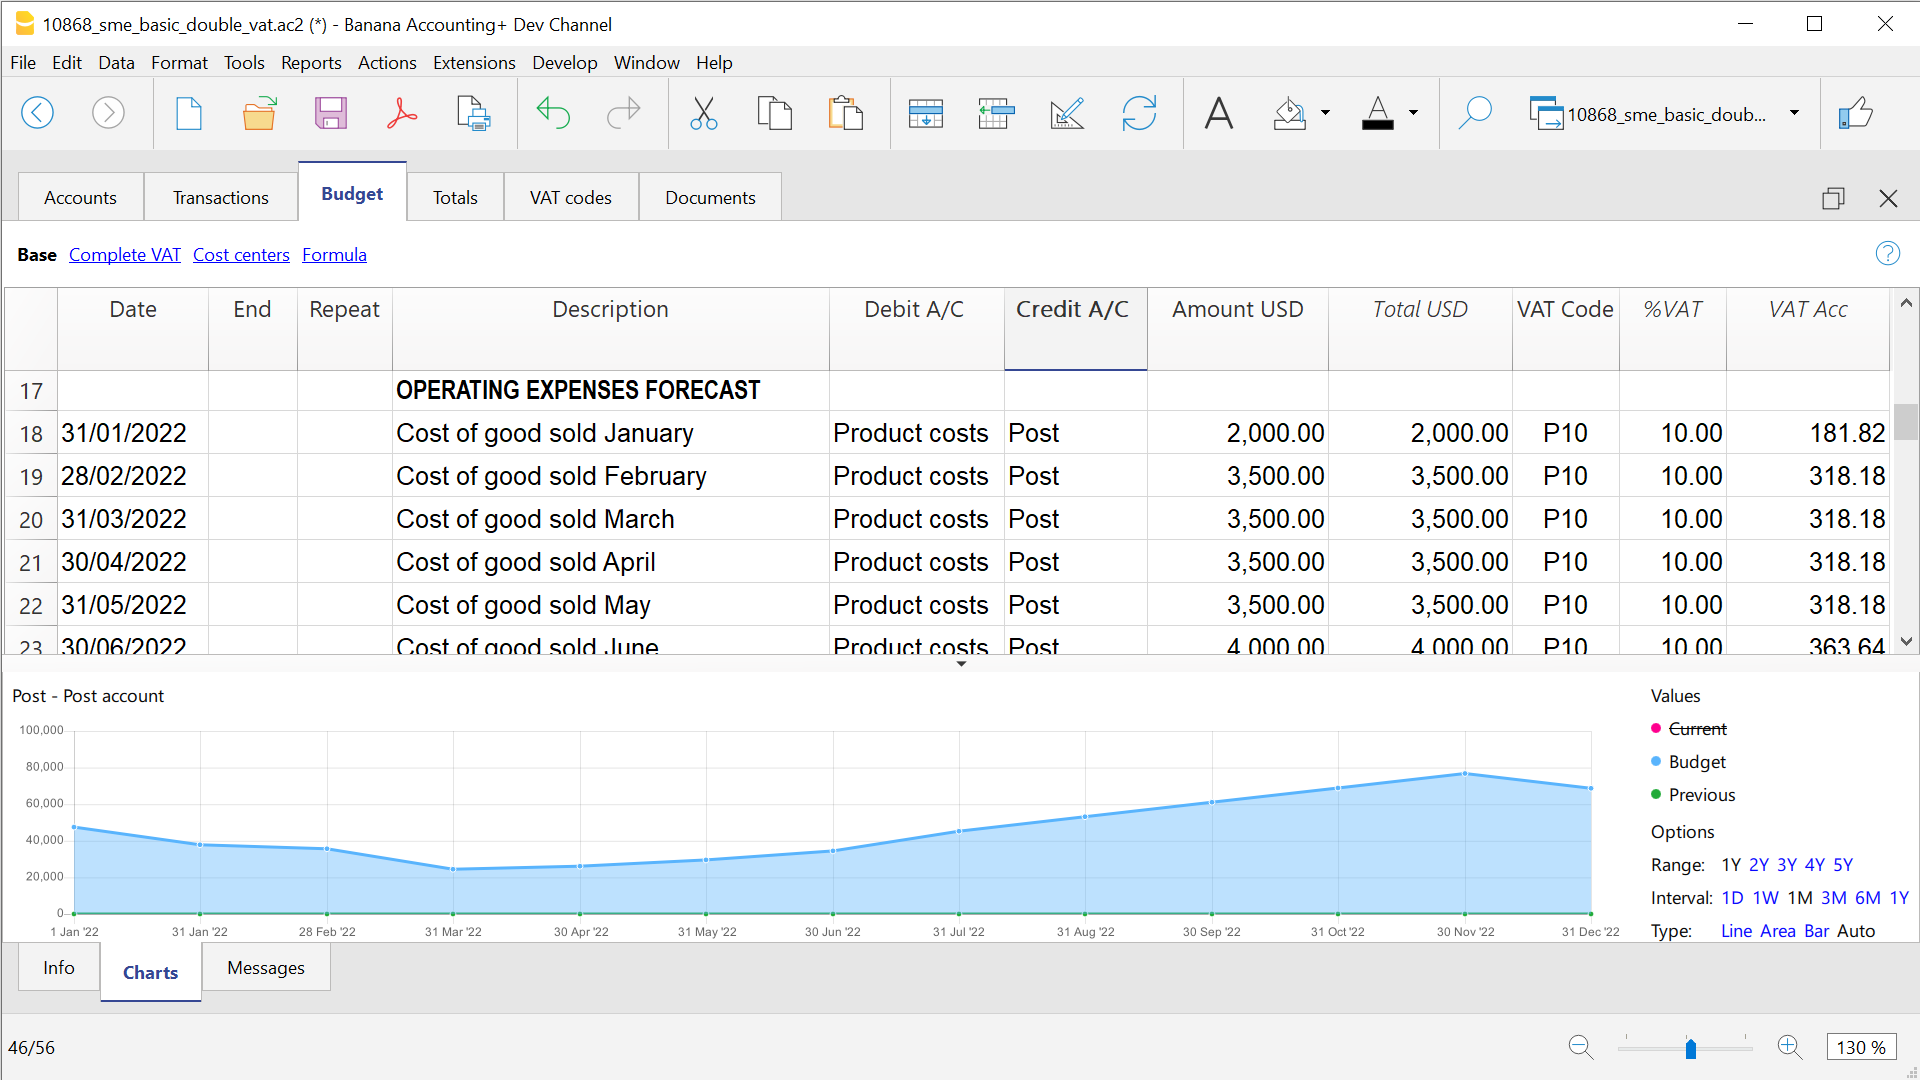 10868_sme_basic_double_vat.ac2 (*) - Banana Accounting+ Dev Channel
File Edit Data Format Tools Reports Actions Extensions Develop Window Help
10868_sme_basic_doub...
Accounts Transactions Budget Totals VAT codes Documents
Base Complete VAT Cost centers Formula
Date End Repeat Description Debit A/C Credit A/C Amount USD Total USD VAT Code %VAT VAT Acc
17 OPERATING EXPENSES FORECAST
18 31/01/2022 Cost of good sold January Product costs Post 2,000.00 2,000.00 P10 10.00 181.82
19 28/02/2022 Cost of good sold February Product costs Post 3,500.00 3,500.00 P10 10.00 318.18
20 31/03/2022 Cost of good sold March Product costs Post 3,500.00 3,500.00 P10 10.00 318.18
21 30/04/2022 Cost of good sold April Product costs Post 3,500.00 3,500.00 P10 10.00 318.18
22 31/05/2022 Cost of good sold May Product costs Post 3,500.00 3,500.00 P10 10.00 318.18
23 30/06/2022 Cost of good sold June Product costs Post 4,000.00 4,000.00 P10 10.00 363.64
Post - Post account
100,000
80,000
60,000
40,000
20,000
0
1 Jan '22 31 Jan '22 28 Feb '22 31 Mar '22 30 Apr '22 31 May '22 30 Jun '22 31 Jul '22 31 Aug '22 30 Sep '22 31 Oct '22 30 Nov '22 31 Dec '22
Values
Current
Budget
Previous
Options
Range: 1Y 2Y 3Y 4Y 5Y
Interval: 1D 1W 1M 3M 6M 1Y
Type: Line Area Bar Auto
Info Charts Messages
46/56
130 %